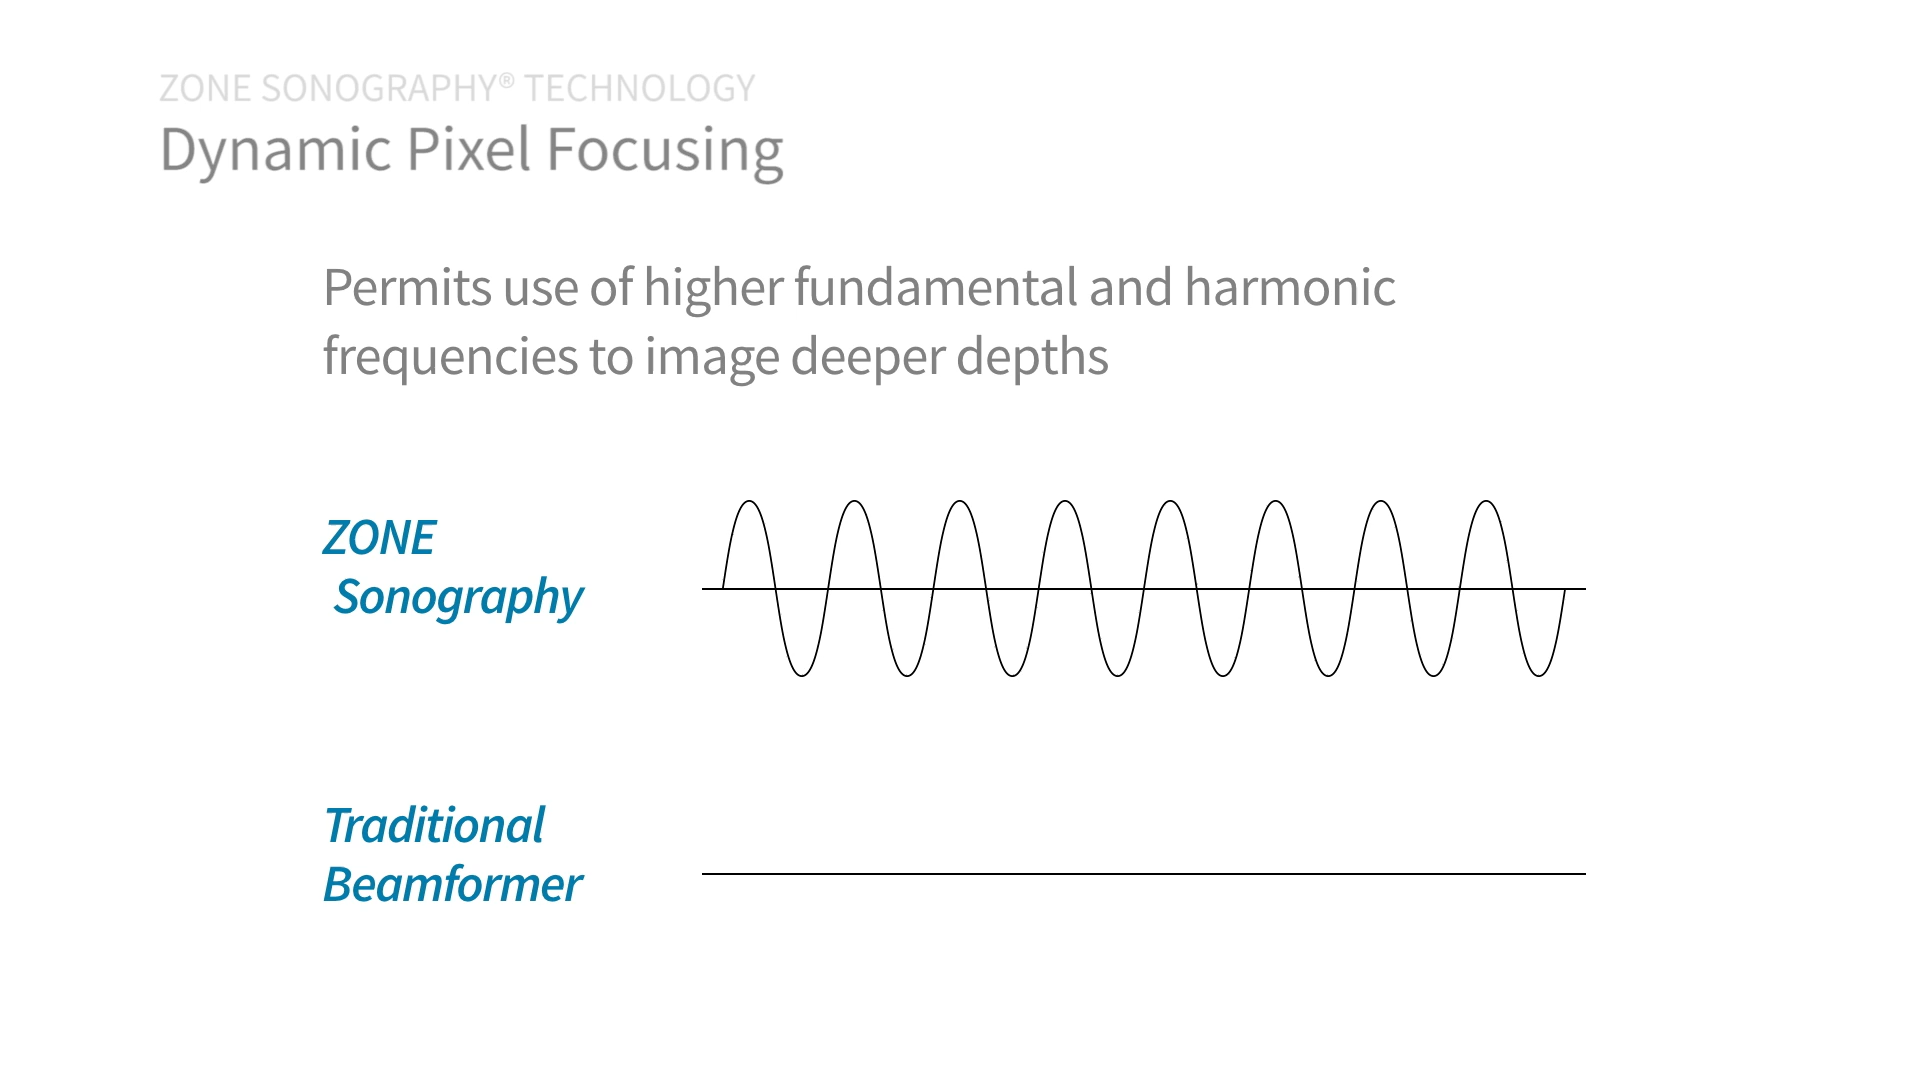 ZONE SONOGRAPHY® TECHNOLOGY
Dynamic Pixel Focusing
Permits use of higher fundamental and harmonic
frequencies to image deeper depths
ZONE
Sonography
Traditional
Beamformer